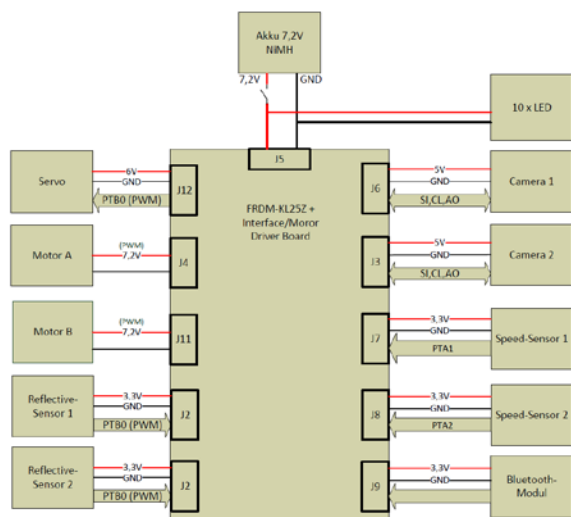 Akku 7,2V
NiMH
7,2V
GND
10 x LED
J5
FRDM-KL25Z +
Interface/Moror
Driver Board
Servo
6V
GND
PTB0 (PWM)
J12
Motor A
(PWM)
7,2V
J4
Motor B
(PWM)
7,2V
J11
Reflective-
Sensor 1
3,3V
GND
PTB0 (PWM)
J2
Reflective-
Sensor 2
3,3V
GND
PTB0 (PWM)
J2
J6
5V
GND
SI,CL,AO
Camera 1
J3
5V
GND
SI,CL,AO
Camera 2
J7
3,3V
GND
PTA1
Speed-Sensor 1
J8
3,3V
GND
PTA2
Speed-Sensor 2
J9
3,3V
GND
Bluetooth-
Modul